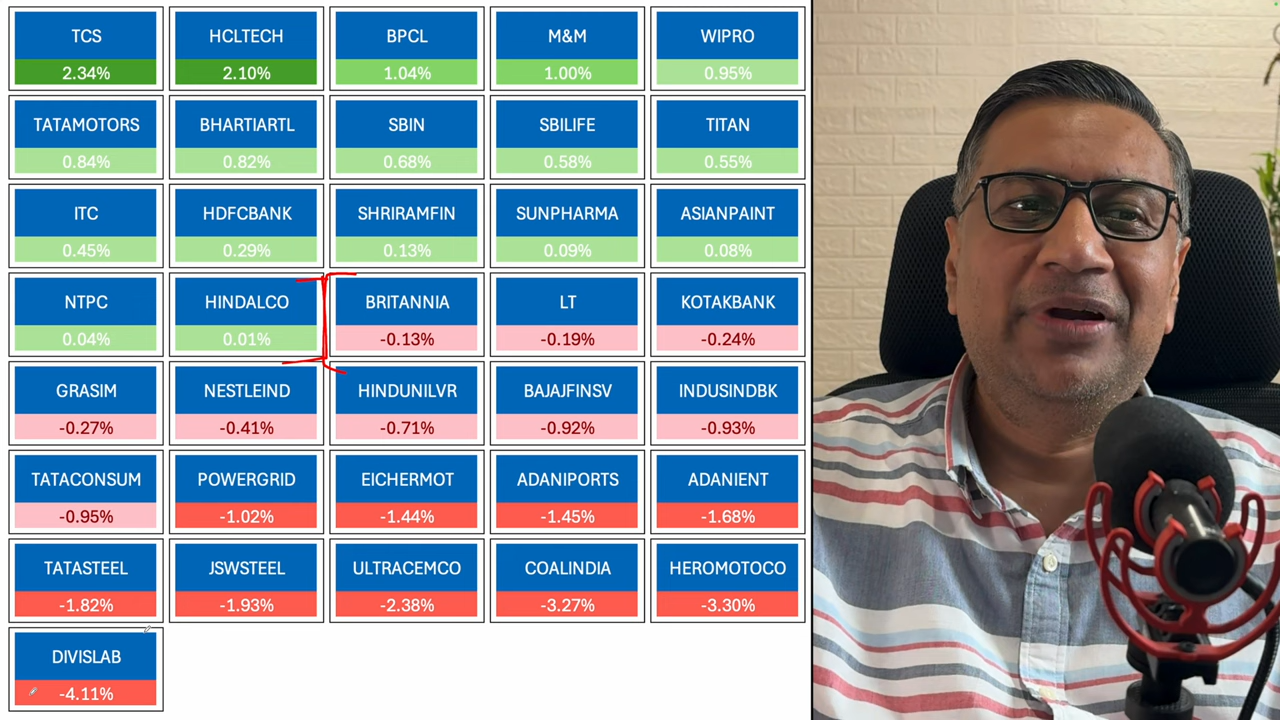 TCS HCLTECH BPCL M&M WIPRO
2.34% 2.10% 1.04% 1.00% 0.95%
TATAMOTORS BHARTIARTL SBIN SBILIFE TITAN
0.84% 0.82% 0.68% 0.58% 0.55%
ITC HDFCBANK SHRIRAMFIN SUNPHARMA ASIANPAINT
0.45% 0.29% 0.13% 0.09% 0.08%
NTPC HINDALCO BRITANNIA LT KOTAKBANK
0.04% 0.01% -0.13% -0.19% -0.24%
GRASIM NESTLEIND HINDUNILVR BAJAJFINSV INDUSINDBK
-0.27% -0.41% -0.71% -0.92% -0.93%
TATACONSUM POWERGRID EICHERMOT ADANIPORTS ADANIENT
-0.95% -1.02% -1.44% -1.45% -1.68%
TATASTEEL JSWSTEEL ULTRACEMCO COALINDIA HEROMOTOCO
-1.82% -1.93% -2.38% -3.27% -3.30%
DIVISLAB
-4.11%